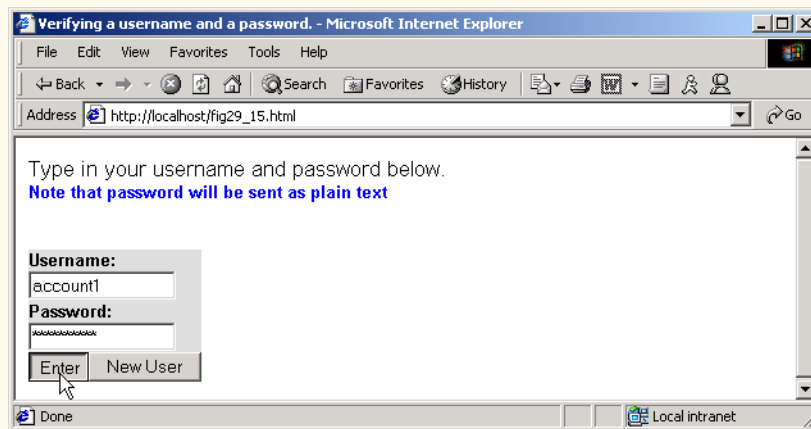 Verifying a username and a password. - Microsoft Internet Explorer
File Edit View Favorites Tools Help
Back Search Favorites History
Address http://localhost/fig29_15.html Go
Type in your username and password below.
Note that password will be sent as plain text
Username:
account1
Password:
**********
Enter New User
Done Local intranet